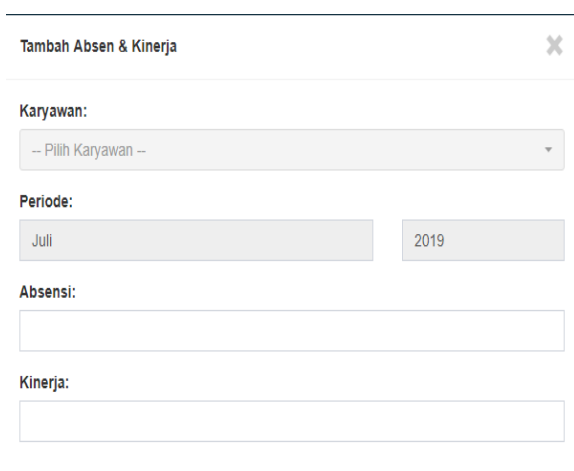 Tambah Absen & Kinerja
Karyawan:
-- Pilih Karyawan --
Periode:
Juli 2019
Absensi:
Kinerja: